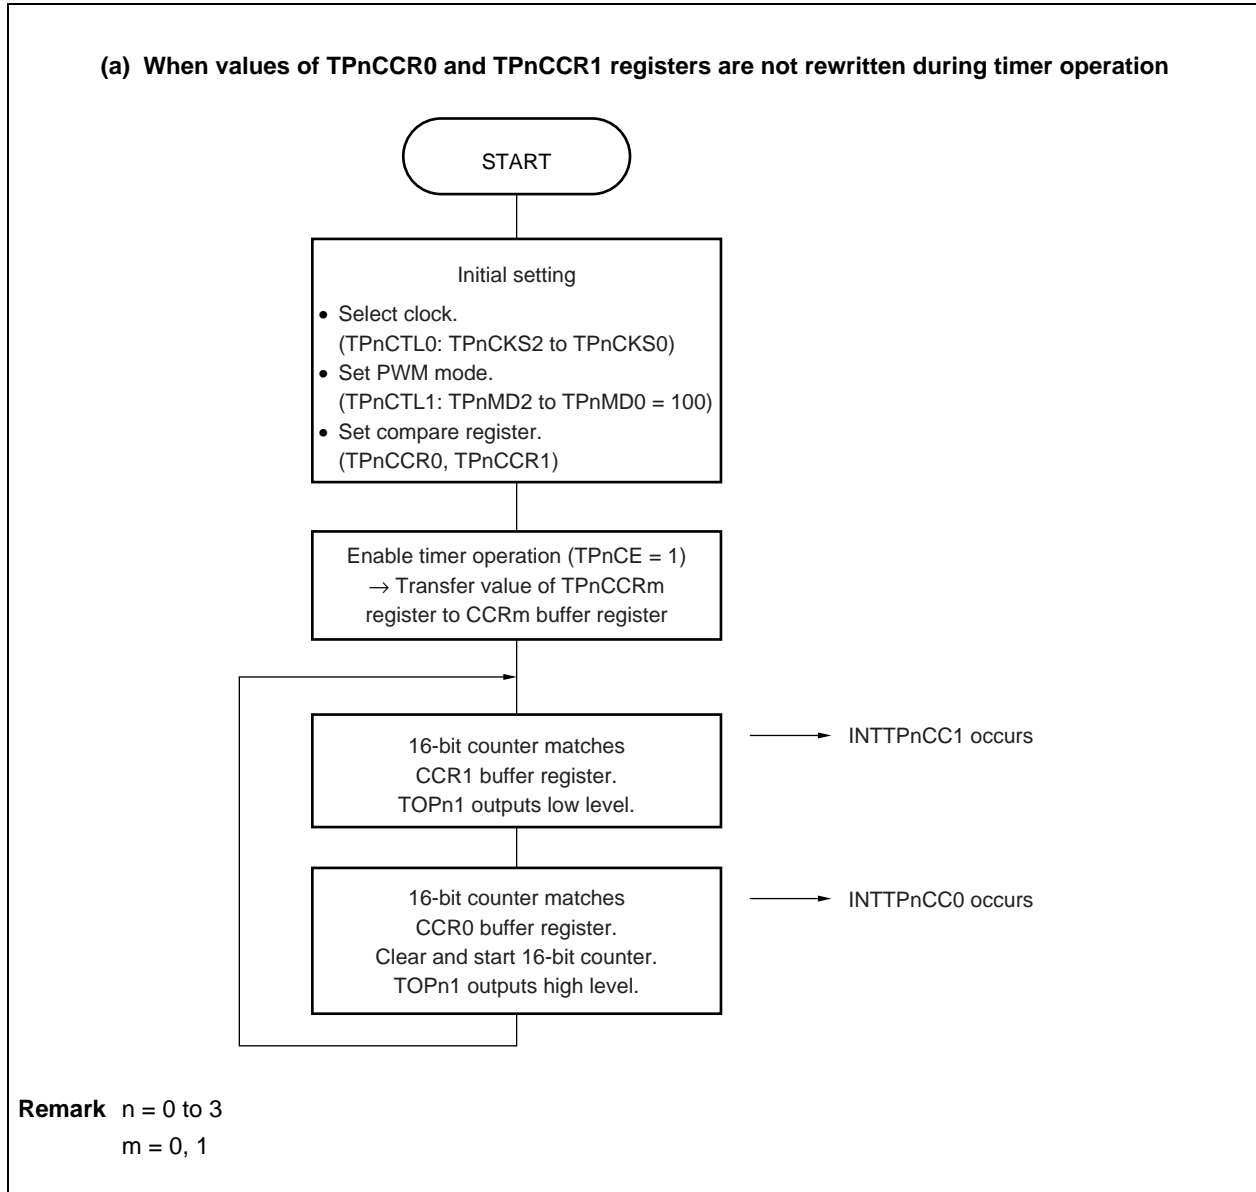 (a) When values of TPnCCR0 and TPnCCR1 registers are not rewritten during timer operation
START
Initial setting
• Select clock.
(TPnCTL0: TPnCKS2 to TPnCKS0)
• Set PWM mode.
(TPnCTL1: TPnMD2 to TPnMD0 = 100)
• Set compare register.
(TPnCCR0, TPnCCR1)
Enable timer operation (TPnCE = 1)
→ Transfer value of TPnCCRm
register to CCRm buffer register
16-bit counter matches
CCR1 buffer register.
TOPn1 outputs low level.
INTTPnCC1 occurs
16-bit counter matches
CCR0 buffer register.
Clear and start 16-bit counter.
TOPn1 outputs high level.
INTTPnCC0 occurs
Remark n = 0 to 3
m = 0, 1